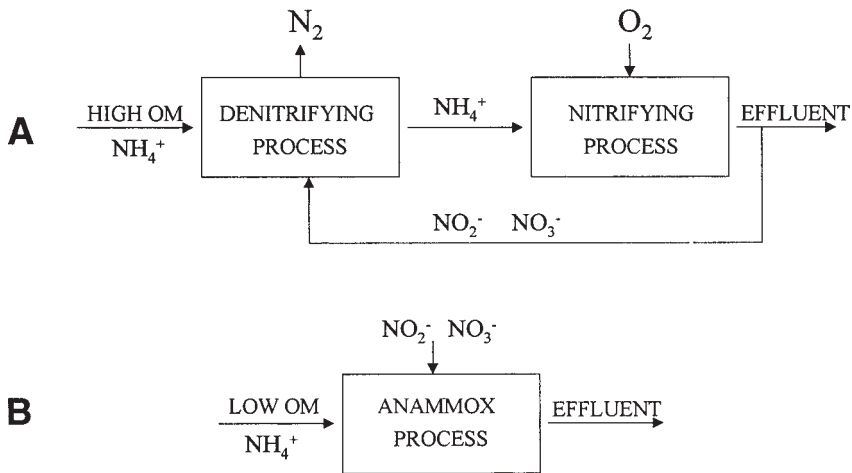 N₂
O₂
A
HIGH OM
NH₄⁺
DENITRIFYING
PROCESS
NH₄⁺
NITRIFYING
PROCESS
EFFLUENT
NO₂⁻ NO₃⁻
NO₂⁻ NO₃⁻
B
LOW OM
NH₄⁺
ANAMMOX
PROCESS
EFFLUENT